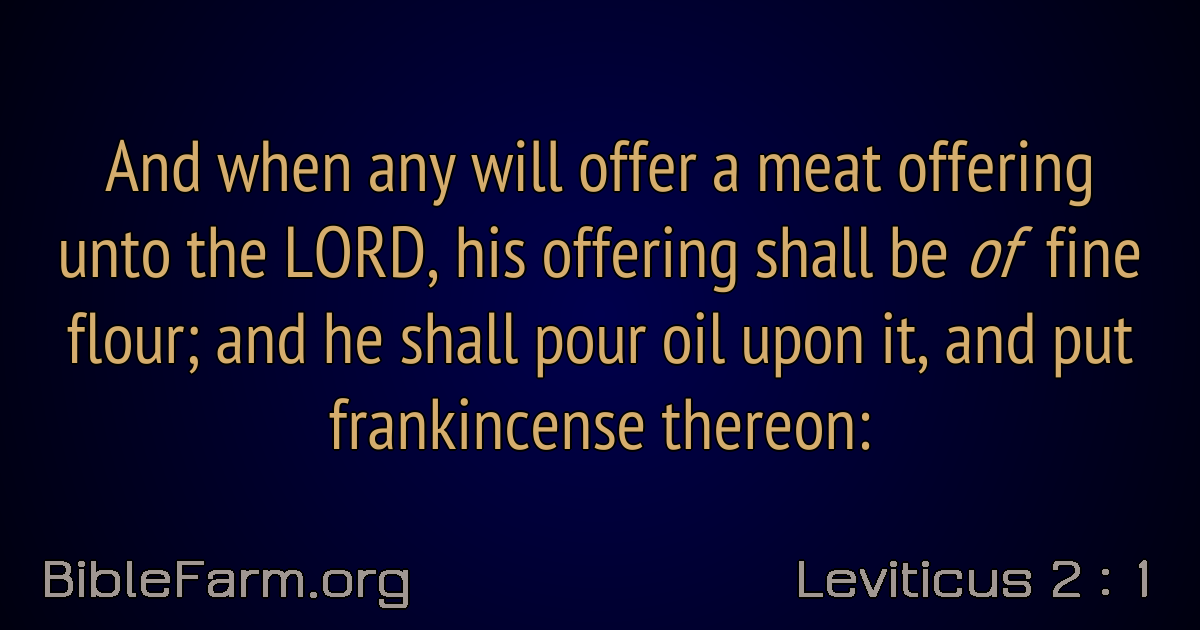 And when any will offer a meat offering
unto the LORD, his offering shall be of fine
flour; and he shall pour oil upon it, and put
frankincense thereon:
BibleFarm.org
Leviticus 2 : 1